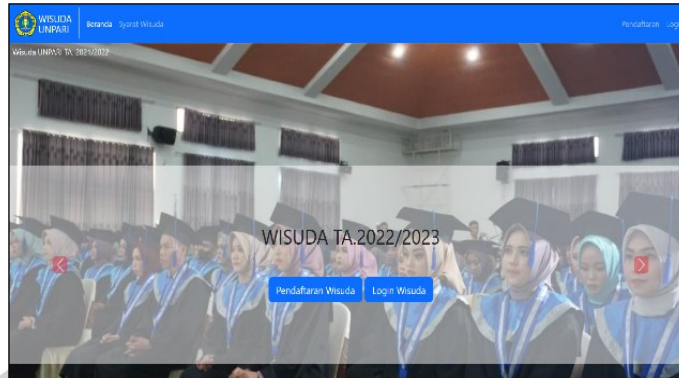 WISUDA
UNPARI
Beranda Syarat Wisuda
Pendaftaran Login
Wisuda UNPARI TA. 2021/2022
WISUDA TA.2022/2023
Pendaftaran Wisuda Login Wisuda